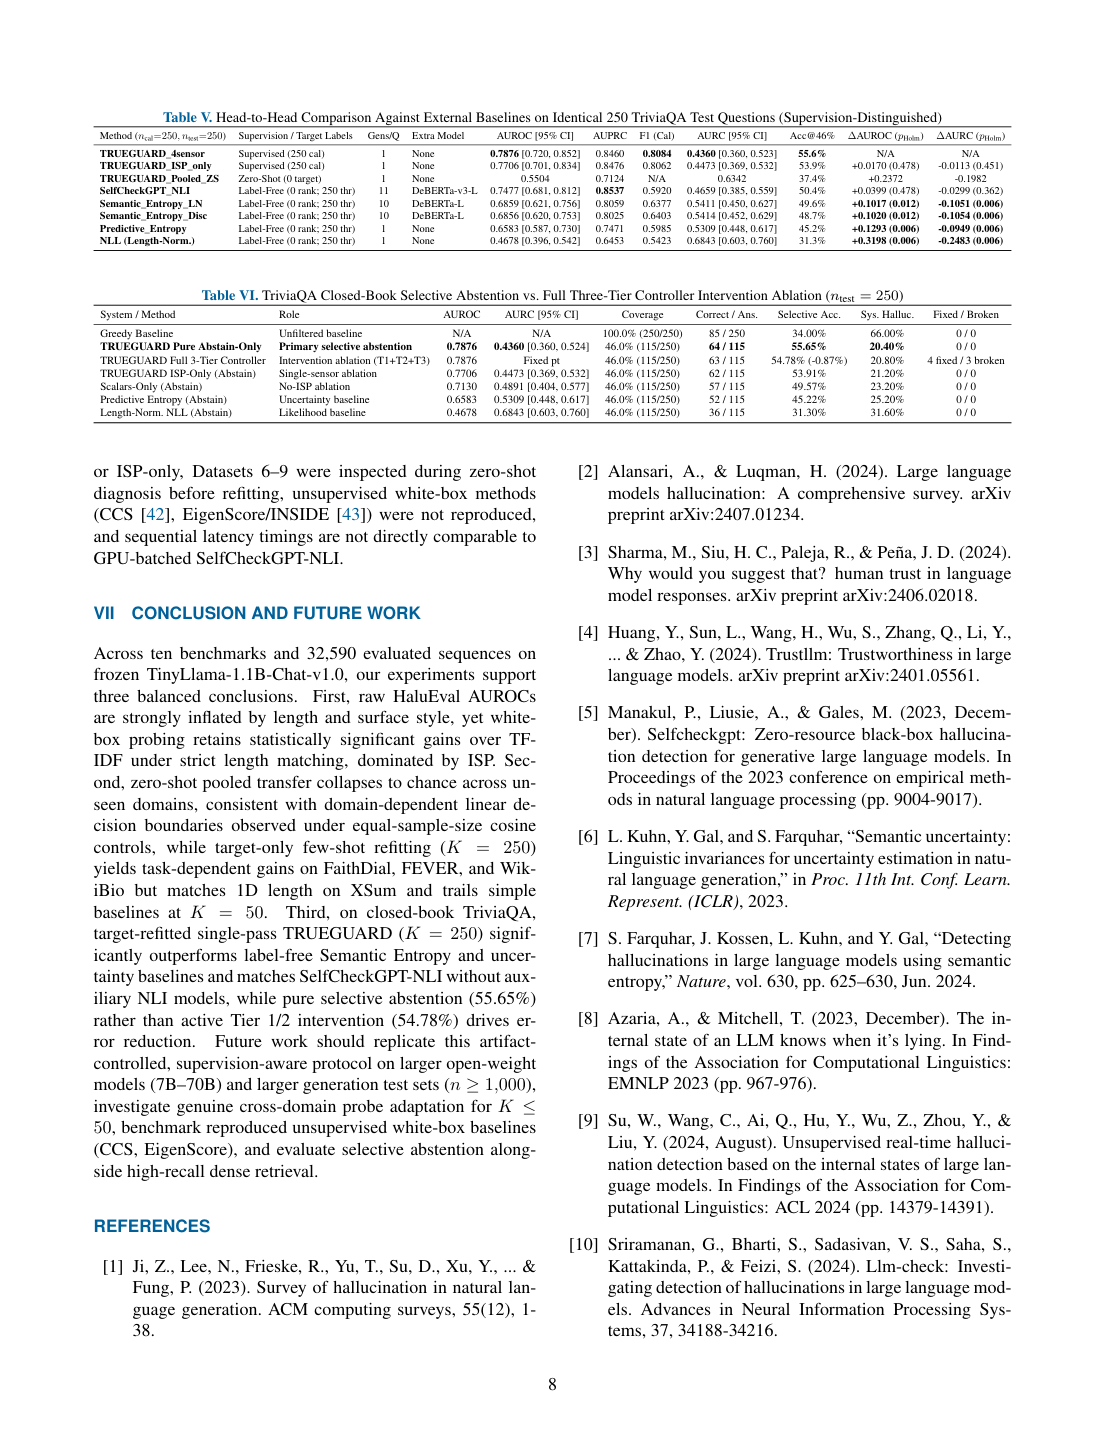 Table V. Head-to-Head Comparison Against External Baselines on Identical 250 TriviaQA Test Questions (Supervision-Distinguished)
Method (n_cal=250, n_test=250) Supervision / Target Labels Gens/Q Extra Model AUROC [95% CI] AUPRC F1 (Cal) AURC [95% CI] Acc@46% ΔAUROC (p_Holm) ΔAURC (p_Holm)
TRUEGUARD_4sensor Supervised (250 cal) 1 None 0.7876 [0.720, 0.852] 0.8460 0.8084 0.4360 [0.360, 0.523] 55.6% N/A N/A
TRUEGUARD_ISP_only Supervised (250 cal) 1 None 0.7706 [0.701, 0.834] 0.8476 0.8062 0.4473 [0.369, 0.532] 53.9% +0.0170 (0.478) -0.0113 (0.451)
TRUEGUARD_Pooled_ZS Zero-Shot (0 target) 1 None 0.5504 0.7124 N/A 0.6342 37.4% +0.2372 -0.1982
SelfCheckGPT_NLI Label-Free (0 rank; 250 thr) 11 DeBERTa-v3-L 0.7477 [0.681, 0.812] 0.8537 0.5920 0.4659 [0.385, 0.559] 50.4% +0.0399 (0.478) -0.0299 (0.362)
Semantic_Entropy_LN Label-Free (0 rank; 250 thr) 10 DeBERTa-L 0.6859 [0.621, 0.756] 0.8059 0.6377 0.5411 [0.450, 0.627] 49.6% +0.1017 (0.012) -0.1051 (0.006)
Semantic_Entropy_Disc Label-Free (0 rank; 250 thr) 10 DeBERTa-L 0.6856 [0.620, 0.753] 0.8025 0.6403 0.5414 [0.452, 0.629] 48.7% +0.1020 (0.012) -0.1054 (0.006)
Predictive_Entropy Label-Free (0 rank; 250 thr) 1 None 0.6583 [0.587, 0.730] 0.7471 0.5985 0.5309 [0.448, 0.617] 45.2% +0.1293 (0.006) -0.0949 (0.006)
NLL (Length-Norm.) Label-Free (0 rank; 250 thr) 1 None 0.4678 [0.396, 0.542] 0.6453 0.5423 0.6843 [0.603, 0.760] 31.3% +0.3198 (0.006) -0.2483 (0.006)
Table VI. TriviaQA Closed-Book Selective Abstention vs. Full Three-Tier Controller Intervention Ablation (n_test = 250)
System / Method Role AUROC AURC [95% CI] Coverage Correct / Ans. Selective Acc. Sys. Halluc. Fixed / Broken
Greedy Baseline Unfiltered baseline N/A N/A 100.0% (250/250) 85 / 250 34.00% 66.00% 0 / 0
TRUEGUARD Pure Abstain-Only Primary selective abstention 0.7876 0.4360 [0.360, 0.524] 46.0% (115/250) 64 / 115 55.65% 20.40% 0 / 0
TRUEGUARD Full 3-Tier Controller Intervention ablation (T1+T2+T3) 0.7876 Fixed pt 46.0% (115/250) 63 / 115 54.78% (-0.87%) 20.80% 4 fixed / 3 broken
TRUEGUARD ISP-Only (Abstain) Single-sensor ablation 0.7706 0.4473 [0.369, 0.532] 46.0% (115/250) 62 / 115 53.91% 21.20% 0 / 0
Scalars-Only (Abstain) No-ISP ablation 0.7130 0.4891 [0.404, 0.577] 46.0% (115/250) 57 / 115 49.57% 23.20% 0 / 0
Predictive Entropy (Abstain) Uncertainty baseline 0.6583 0.5309 [0.448, 0.617] 46.0% (115/250) 52 / 115 45.22% 25.20% 0 / 0
Length-Norm. NLL (Abstain) Likelihood baseline 0.4678 0.6843 [0.603, 0.760] 46.0% (115/250) 36 / 115 31.30% 31.60% 0 / 0
or ISP-only, Datasets 6–9 were inspected during zero-shot
diagnosis before refitting, unsupervised white-box methods
(CCS [42], EigenScore/INSIDE [43]) were not reproduced,
and sequential latency timings are not directly comparable to
GPU-batched SelfCheckGPT-NLI.
VII CONCLUSION AND FUTURE WORK
Across ten benchmarks and 32,590 evaluated sequences on
frozen TinyLlama-1.1B-Chat-v1.0, our experiments support
three balanced conclusions. First, raw HaluEval AUROCs
are strongly inflated by length and surface style, yet white-
box probing retains statistically significant gains over TF-
IDF under strict length matching, dominated by ISP. Sec-
ond, zero-shot pooled transfer collapses to chance across un-
seen domains, consistent with domain-dependent linear de-
cision boundaries observed under equal-sample-size cosine
controls, while target-only few-shot refitting (K = 250)
yields task-dependent gains on FaithDial, FEVER, and Wik-
iBio but matches 1D length on XSum and trails simple
baselines at K = 50. Third, on closed-book TriviaQA,
target-refitted single-pass TRUEGUARD (K = 250) signif-
icantly outperforms label-free Semantic Entropy and uncer-
tainty baselines and matches SelfCheckGPT-NLI without aux-
iliary NLI models, while pure selective abstention (55.65%)
rather than active Tier 1/2 intervention (54.78%) drives er-
ror reduction. Future work should replicate this artifact-
controlled, supervision-aware protocol on larger open-weight
models (7B–70B) and larger generation test sets (n ≥ 1,000),
investigate genuine cross-domain probe adaptation for K ≤
50, benchmark reproduced unsupervised white-box baselines
(CCS, EigenScore), and evaluate selective abstention along-
side high-recall dense retrieval.
REFERENCES
[1] Ji, Z., Lee, N., Frieske, R., Yu, T., Su, D., Xu, Y., ... &
Fung, P. (2023). Survey of hallucination in natural lan-
guage generation. ACM computing surveys, 55(12), 1-
38.
[2] Alansari, A., & Luqman, H. (2024). Large language
models hallucination: A comprehensive survey. arXiv
preprint arXiv:2407.01234.
[3] Sharma, M., Siu, H. C., Paleja, R., & Peña, J. D. (2024).
Why would you suggest that? human trust in language
model responses. arXiv preprint arXiv:2406.02018.
[4] Huang, Y., Sun, L., Wang, H., Wu, S., Zhang, Q., Li, Y.,
... & Zhao, Y. (2024). Trustllm: Trustworthiness in large
language models. arXiv preprint arXiv:2401.05561.
[5] Manakul, P., Liusie, A., & Gales, M. (2023, Decem-
ber). Selfcheckgpt: Zero-resource black-box hallucina-
tion detection for generative large language models. In
Proceedings of the 2023 conference on empirical meth-
ods in natural language processing (pp. 9004-9017).
[6] L. Kuhn, Y. Gal, and S. Farquhar, “Semantic uncertainty:
Linguistic invariances for uncertainty estimation in natu-
ral language generation,” in Proc. 11th Int. Conf. Learn.
Represent. (ICLR), 2023.
[7] S. Farquhar, J. Kossen, L. Kuhn, and Y. Gal, “Detecting
hallucinations in large language models using semantic
entropy,” Nature, vol. 630, pp. 625–630, Jun. 2024.
[8] Azaria, A., & Mitchell, T. (2023, December). The in-
ternal state of an LLM knows when it’s lying. In Find-
ings of the Association for Computational Linguistics:
EMNLP 2023 (pp. 967-976).
[9] Su, W., Wang, C., Ai, Q., Hu, Y., Wu, Z., Zhou, Y., &
Liu, Y. (2024, August). Unsupervised real-time halluci-
nation detection based on the internal states of large lan-
guage models. In Findings of the Association for Com-
putational Linguistics: ACL 2024 (pp. 14379-14391).
[10] Sriramanan, G., Bharti, S., Sadasivan, V. S., Saha, S.,
Kattakinda, P., & Feizi, S. (2024). Llm-check: Investi-
gating detection of hallucinations in large language mod-
els. Advances in Neural Information Processing Sys-
tems, 37, 34188-34216.
8